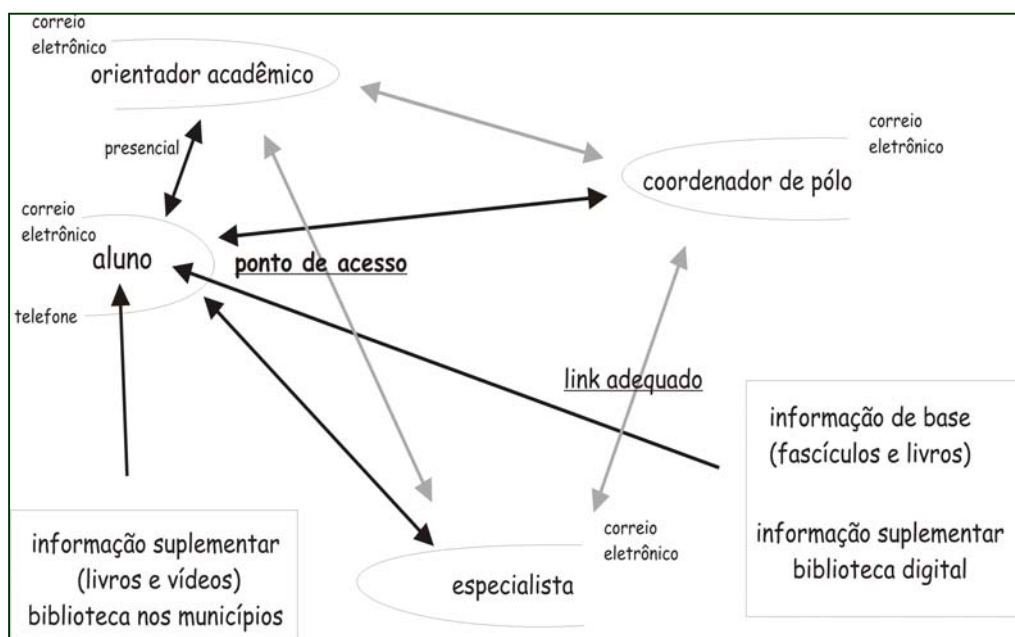 correio
eletrônico
orientador acadêmico
presencial
correio
eletrônico
coordenador de pólo
correio
eletrônico
aluno
ponto de acesso
telefone
link adequado
informação de base
(fascículos e livros)
informação suplementar
biblioteca digital
correio
eletrônico
especialista
informação suplementar
(livros e vídeos)
biblioteca nos municípios